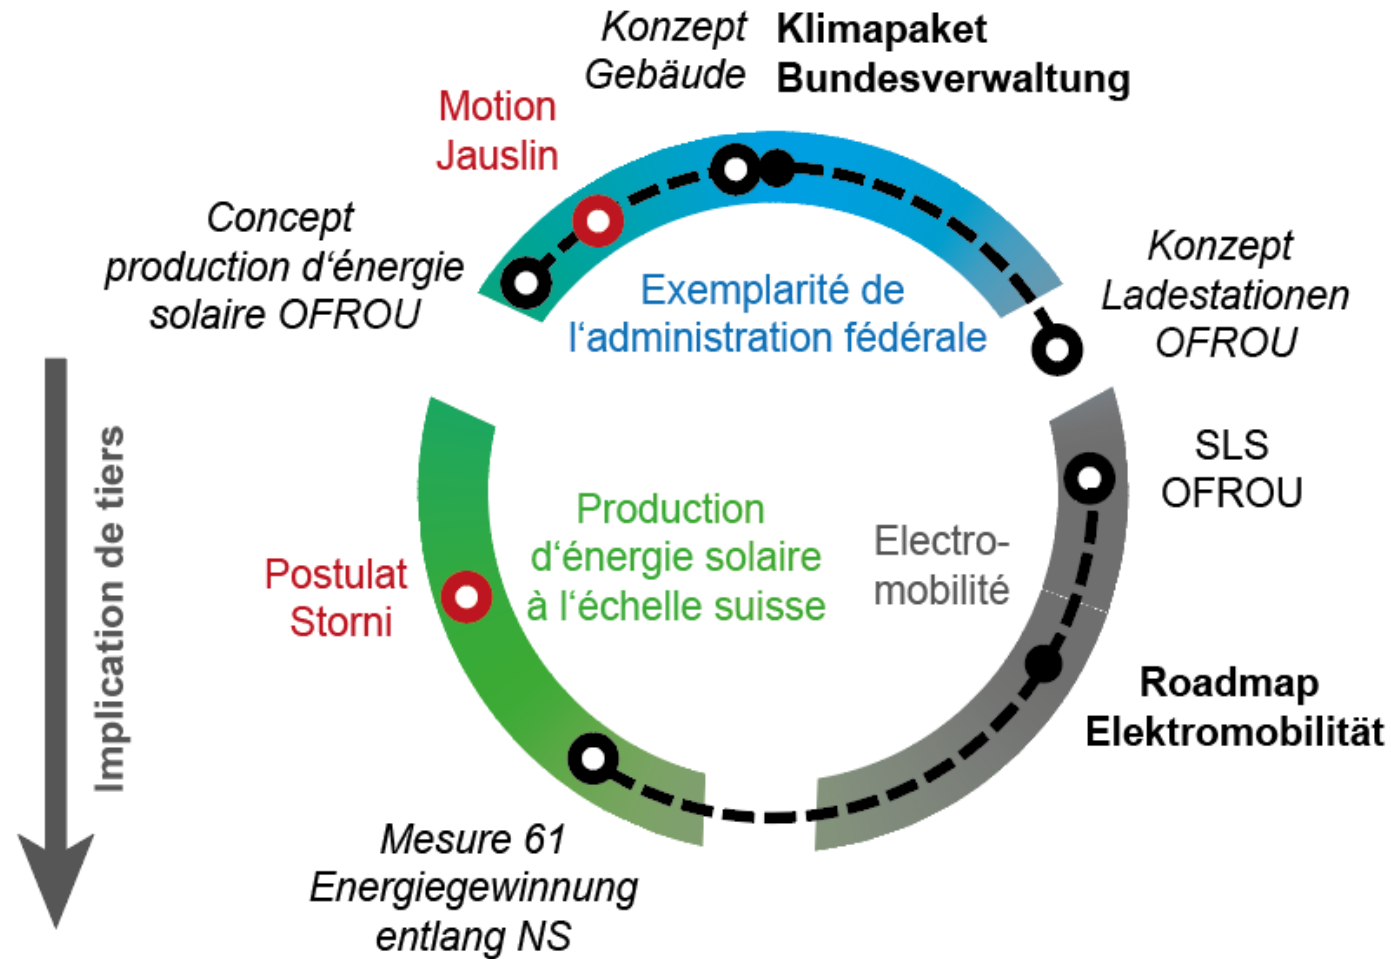 Konzept
Gebäude
Klimapaket
Bundesverwaltung
Motion
Jauslin
Concept
production d‘énergie
solaire OFROU
Exemplarité de
l‘administration fédérale
Konzept
Ladestationen
OFROU
SLS
OFROU
Implication de tiers
Production
d‘énergie solaire
à l‘échelle suisse
Electro-
mobilité
Postulat
Storni
Roadmap
Elektromobilität
Mesure 61
Energiegewinnung
entlang NS